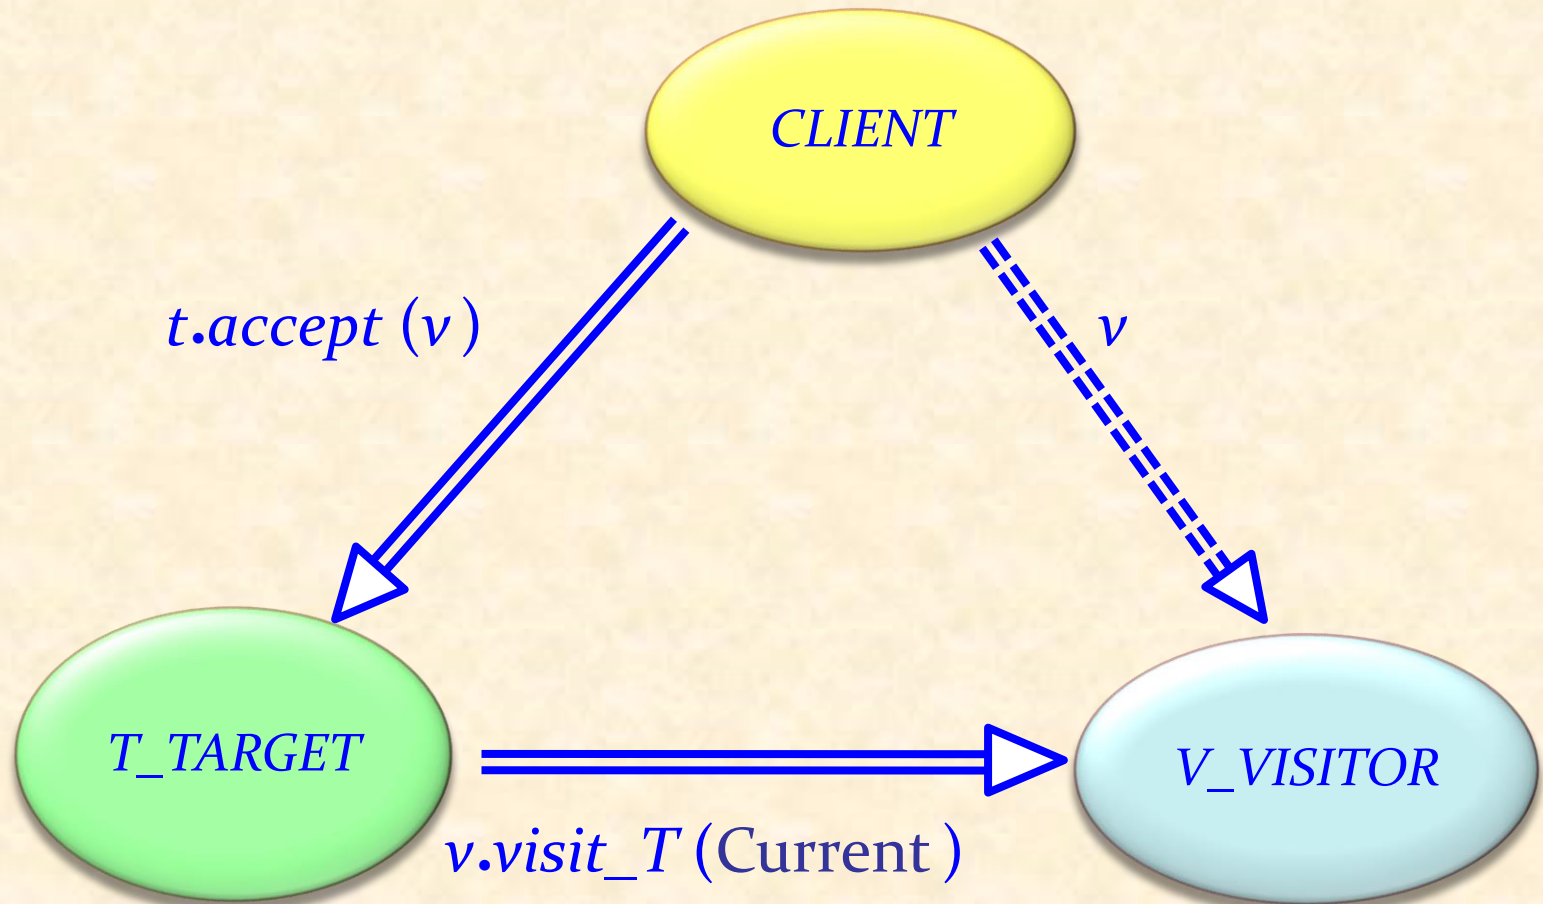 CLIENT
t.accept (v)
v
T_TARGET
V_VISITOR
v.visit_T (Current)